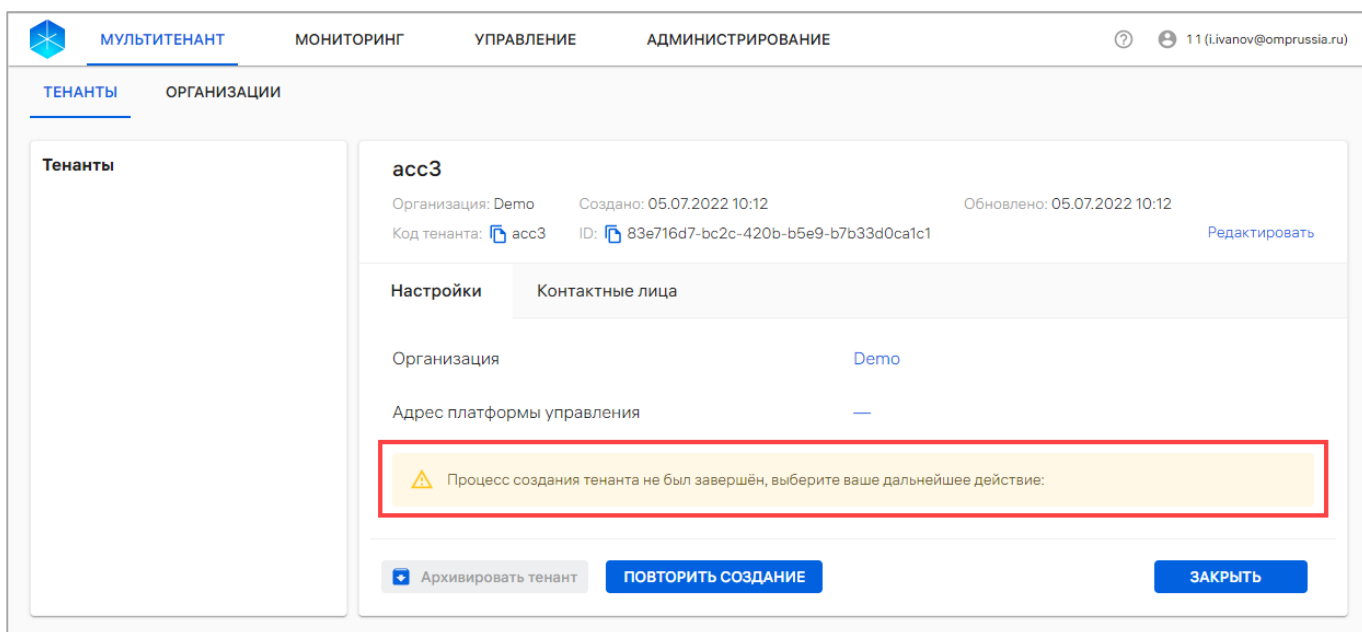 МУЛЬТИТЕНАНТ МОНИТОРИНГ УПРАВЛЕНИЕ АДМИНИСТРИРОВАНИЕ ? 11 (i.ivanov@omprussia.ru)
ТЕНАНТЫ ОРГАНИЗАЦИИ
Тенанты
acc3
Организация: Demo Создано: 05.07.2022 10:12 Обновлено: 05.07.2022 10:12
Код тенанта: acc3 ID: 83e716d7-bc2c-420b-b5e9-b7b33d0ca1c1 Редактировать
Настройки Контактные лица
Организация Demo
Адрес платформы управления —
Процесс создания тенанта не был завершён, выберите ваше дальнейшее действие:
Архивировать тенант ПОВТОРИТЬ СОЗДАНИЕ ЗАКРЫТЬ